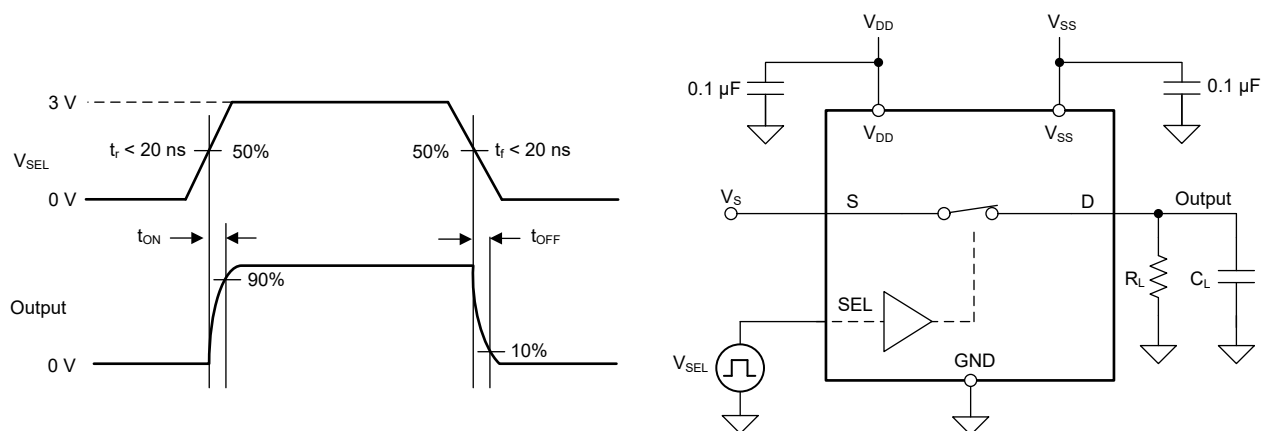 3 V
V_SEL
0 V
t_r < 20 ns
50%
50%
t_f < 20 ns
t_ON
t_OFF
90%
Output
0 V
10%
V_DD
V_SS
0.1 µF
0.1 µF
V_DD
V_SS
V_S
S
D
Output
R_L
C_L
SEL
V_SEL
GND